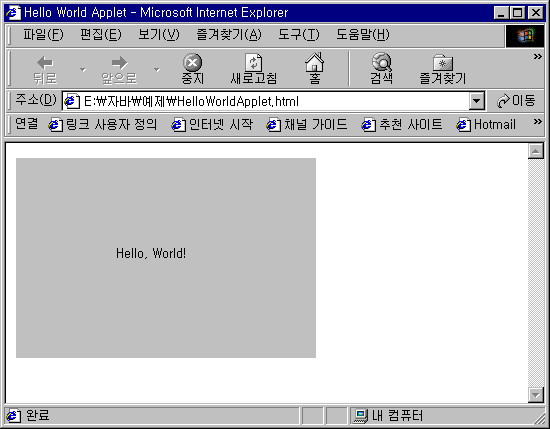 Hello World Applet - Microsoft Internet Explorer
파일(F) 편집(E) 보기(V) 즐겨찾기(A) 도구(T) 도움말(H)
뒤로 앞으로 중지 새로고침 홈 검색 즐겨찾기 »
주소(D) E:₩자바₩예제₩HelloWorldApplet.html 이동
연결 링크 사용자 정의 인터넷 시작 채널 가이드 추천 사이트 Hotmail »
Hello, World!
완료 내 컴퓨터